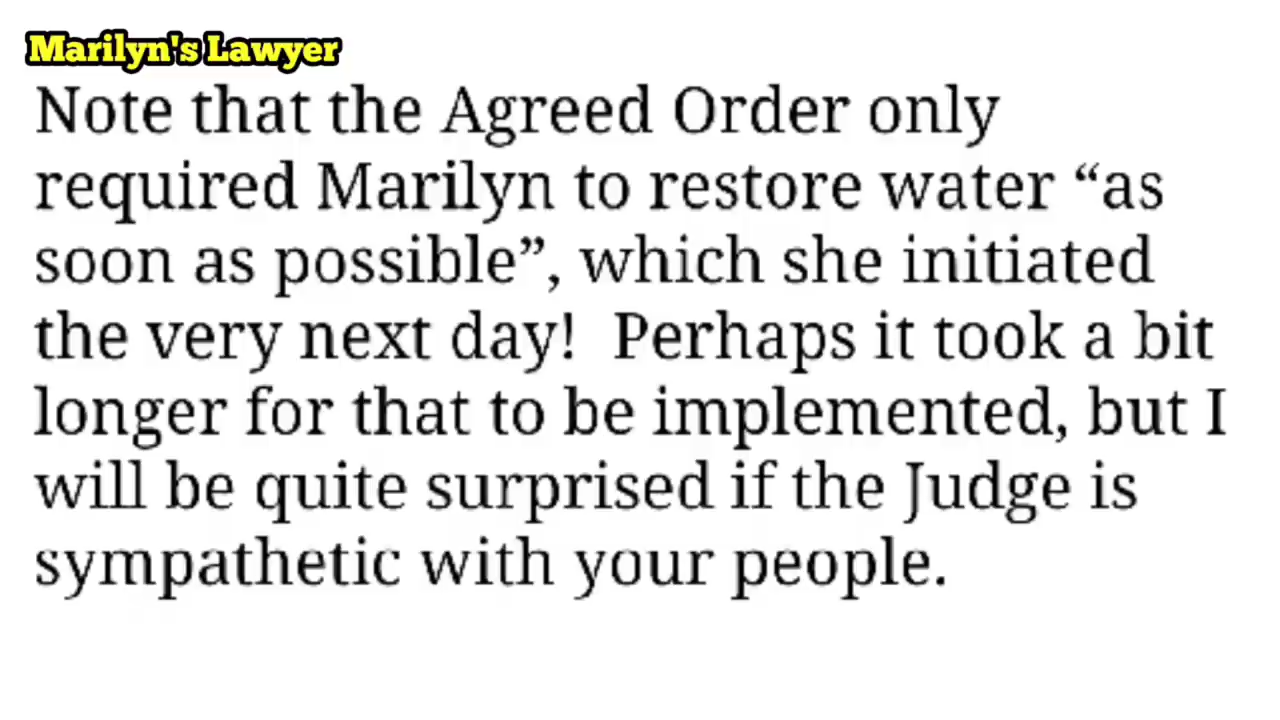 Marilyn's Lawyer
Note that the Agreed Order only
required Marilyn to restore water “as
soon as possible”, which she initiated
the very next day!  Perhaps it took a bit
longer for that to be implemented, but I
will be quite surprised if the Judge is
sympathetic with your people.